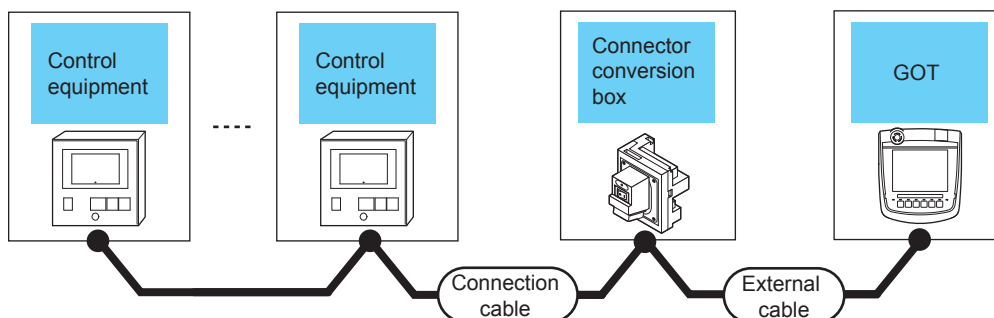 Control
equipment
Control
equipment
Connector
conversion
box
GOT
Connection
cable
External
cable